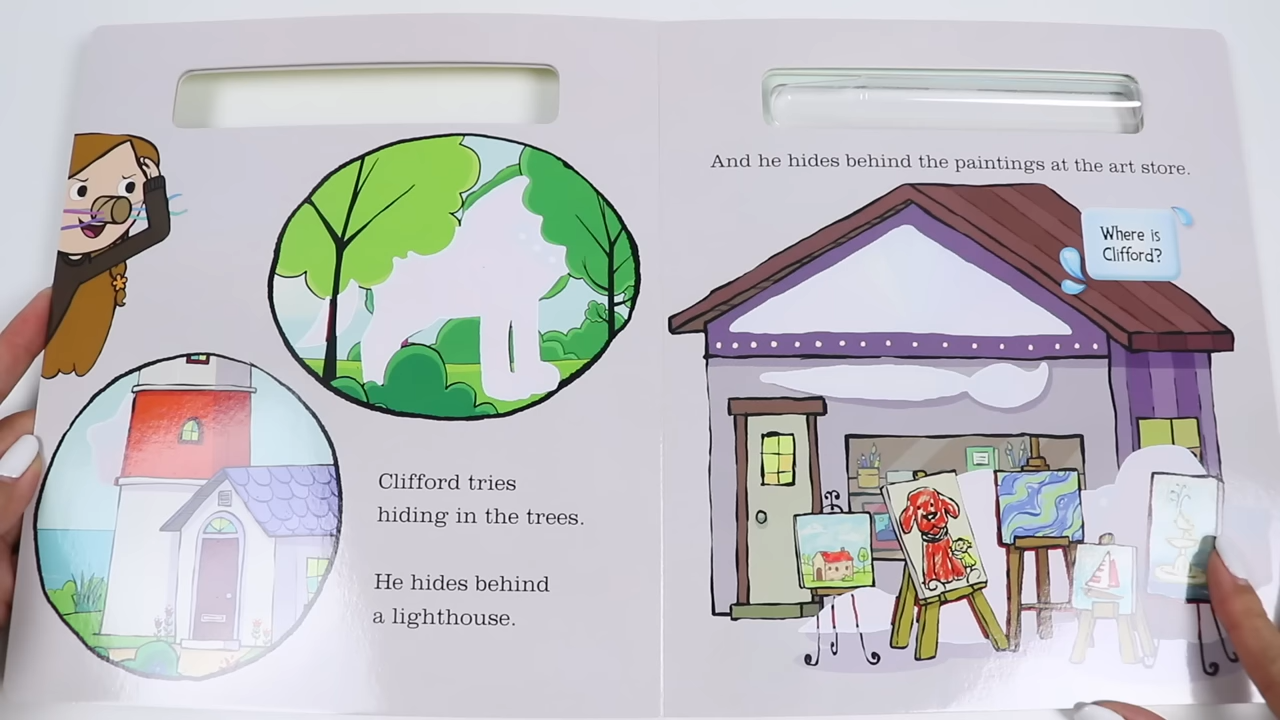 Clifford tries
hiding in the trees.
He hides behind
a lighthouse.
And he hides behind the paintings at the art store.
Where is
Clifford?